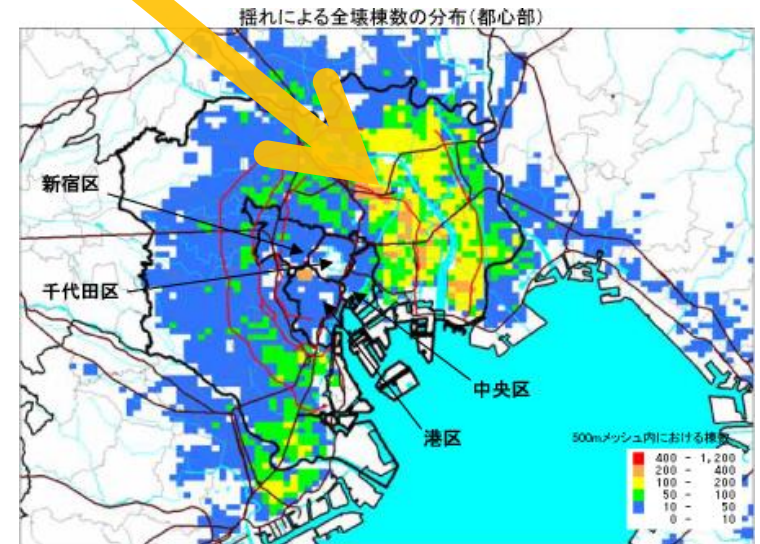 揺れによる全壊棟数の分布(都心部)
新宿区
千代田区
中央区
港区
500mメッシュ内における棟数
400 - 1,200
200 - 400
100 - 200
50 - 100
10 - 50
0 - 10